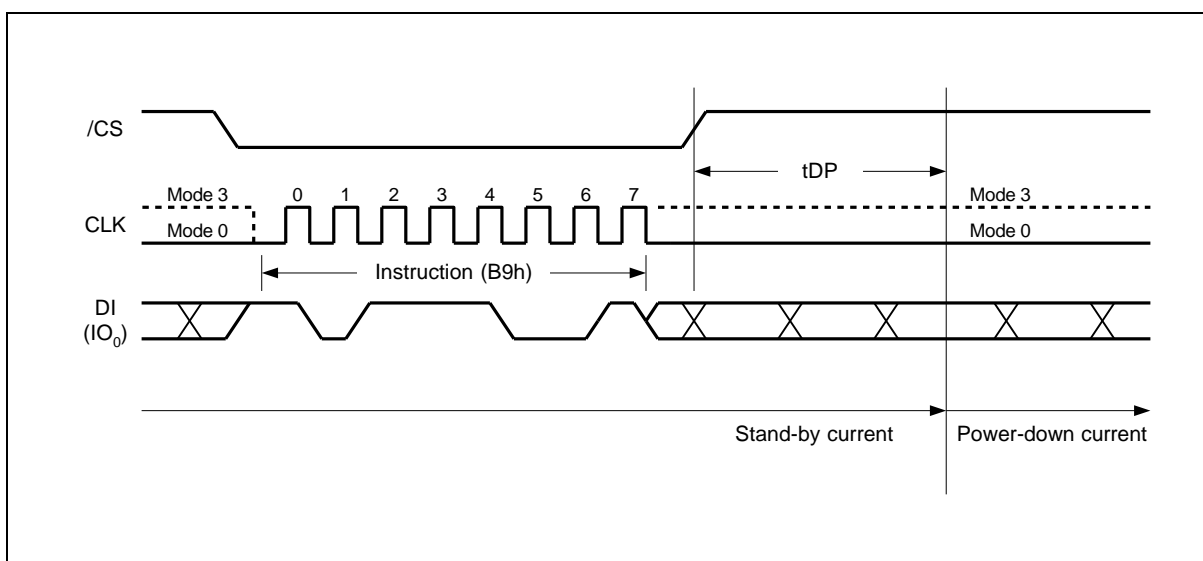 /CS
tDP
Mode 3 0 1 2 3 4 5 6 7 Mode 3
CLK
Mode 0 Mode 0
Instruction (B9h)
DI
(IO0)
Stand-by current Power-down current